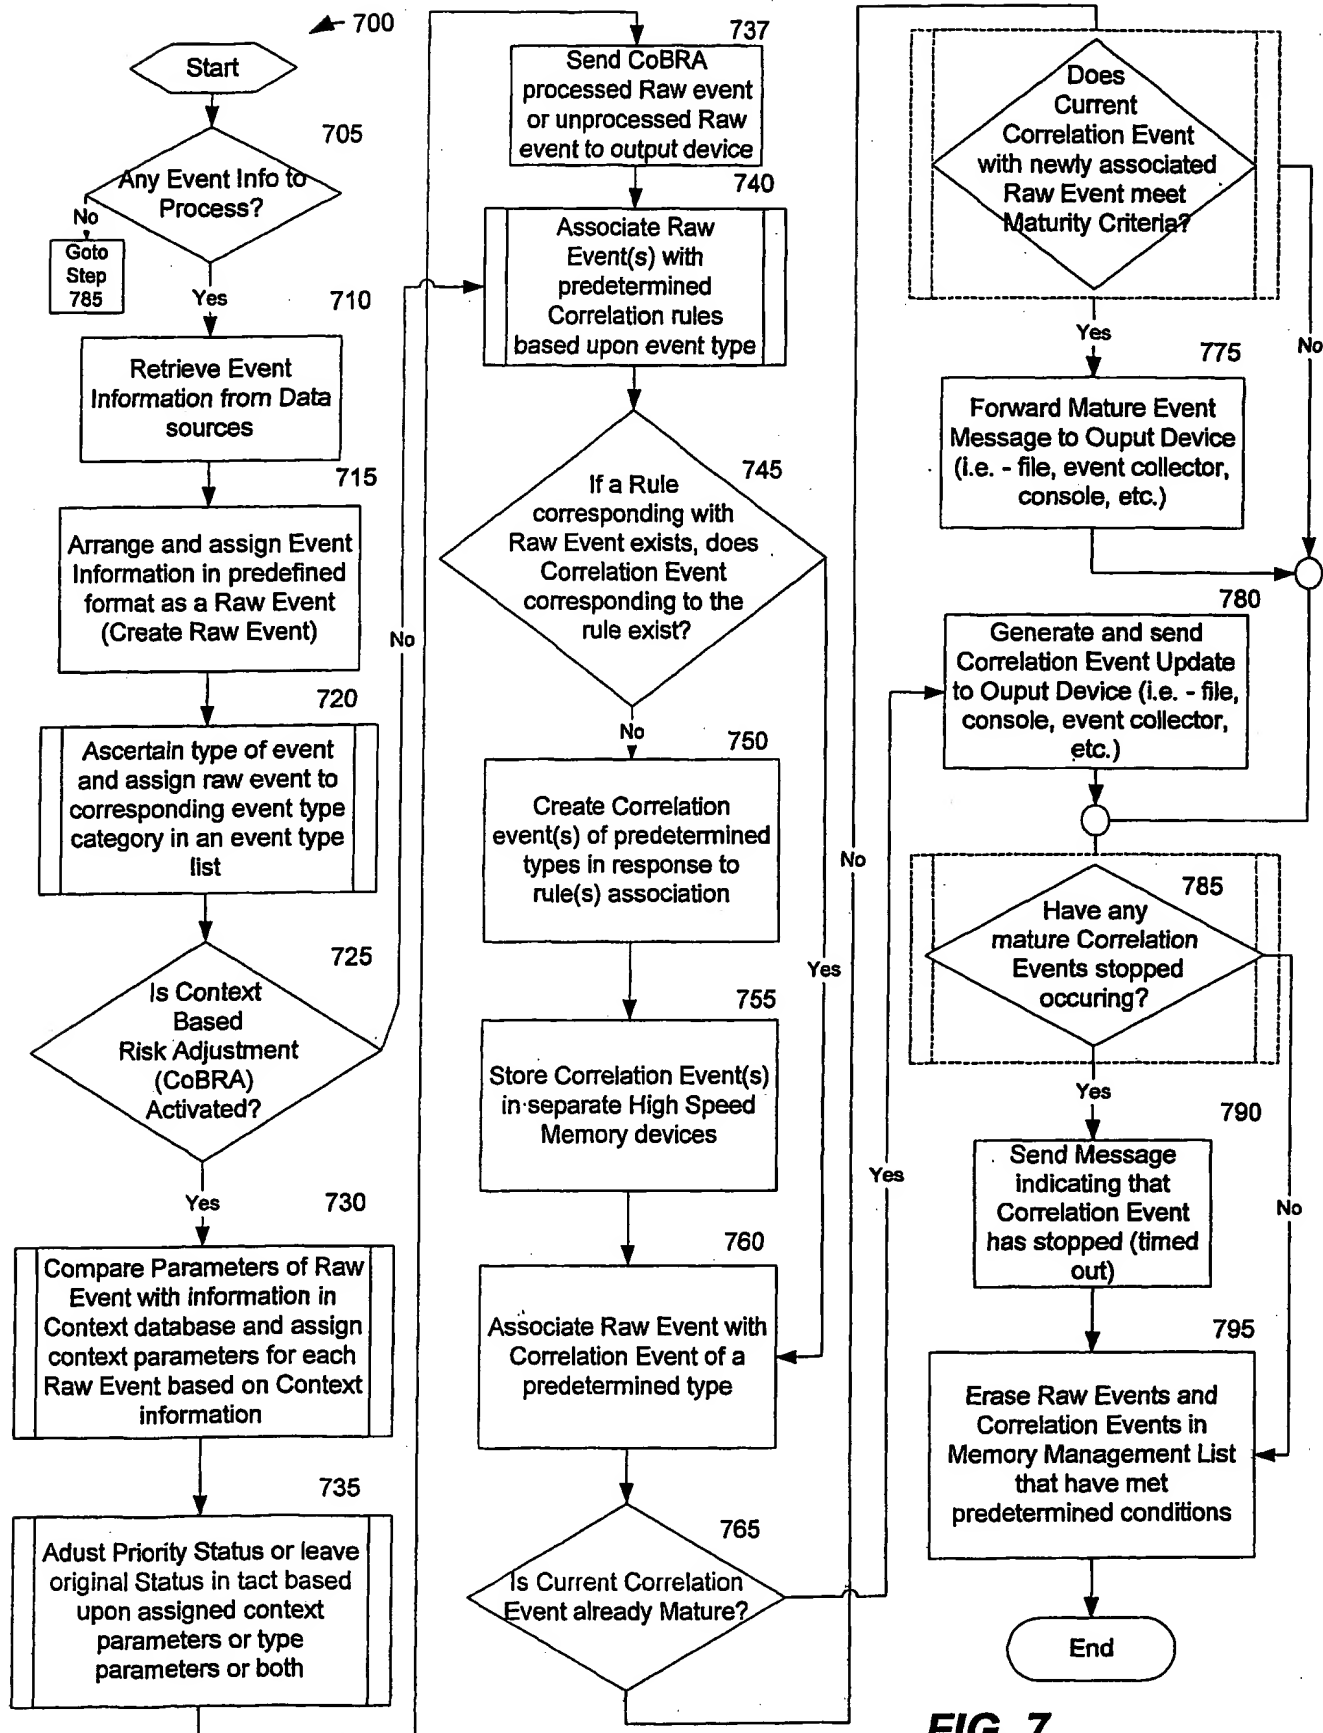 700
Start
705
Any Event Info to
Process?
No
Goto
Step
785
Yes
710
Retrieve Event
Information from Data
sources
715
Arrange and assign Event
Information in predefined
format as a Raw Event
(Create Raw Event)
720
Ascertain type of event
and assign raw event to
corresponding event type
category in an event type
list
725
Is Context
Based
Risk Adjustment
(CoBRA)
Activated?
No
Yes
730
Compare Parameters of Raw
Event with information in
Context database and assign
context parameters for each
Raw Event based on Context
information
735
Adust Priority Status or leave
original Status in tact based
upon assigned context
parameters or type
parameters or both
737
Send CoBRA
processed Raw event
or unprocessed Raw
event to output device
740
Associate Raw
Event(s) with
predetermined
Correlation rules
based upon event type
745
If a Rule
corresponding with
Raw Event exists, does
Correlation Event
corresponding to the
rule exist?
No
Yes
750
Create Correlation
event(s) of predetermined
types in response to
rule(s) association
755
Store Correlation Event(s)
in separate High Speed
Memory devices
760
Associate Raw Event with
Correlation Event of a
predetermined type
765
Is Current Correlation
Event already Mature?
No
Yes
Does
Current
Correlation Event
with newly associated
Raw Event meet
Maturity Criteria?
Yes
No
775
Forward Mature Event
Message to Ouput Device
(i.e. - file, event collector,
console, etc.)
780
Generate and send
Correlation Event Update
to Ouput Device (i.e. - file,
console, event collector,
etc.)
785
Have any
mature Correlation
Events stopped
occuring?
Yes
No
790
Send Message
indicating that
Correlation Event
has stopped (timed
out)
795
Erase Raw Events and
Correlation Events in
Memory Management List
that have met
predetermined conditions
End
FIG. 7